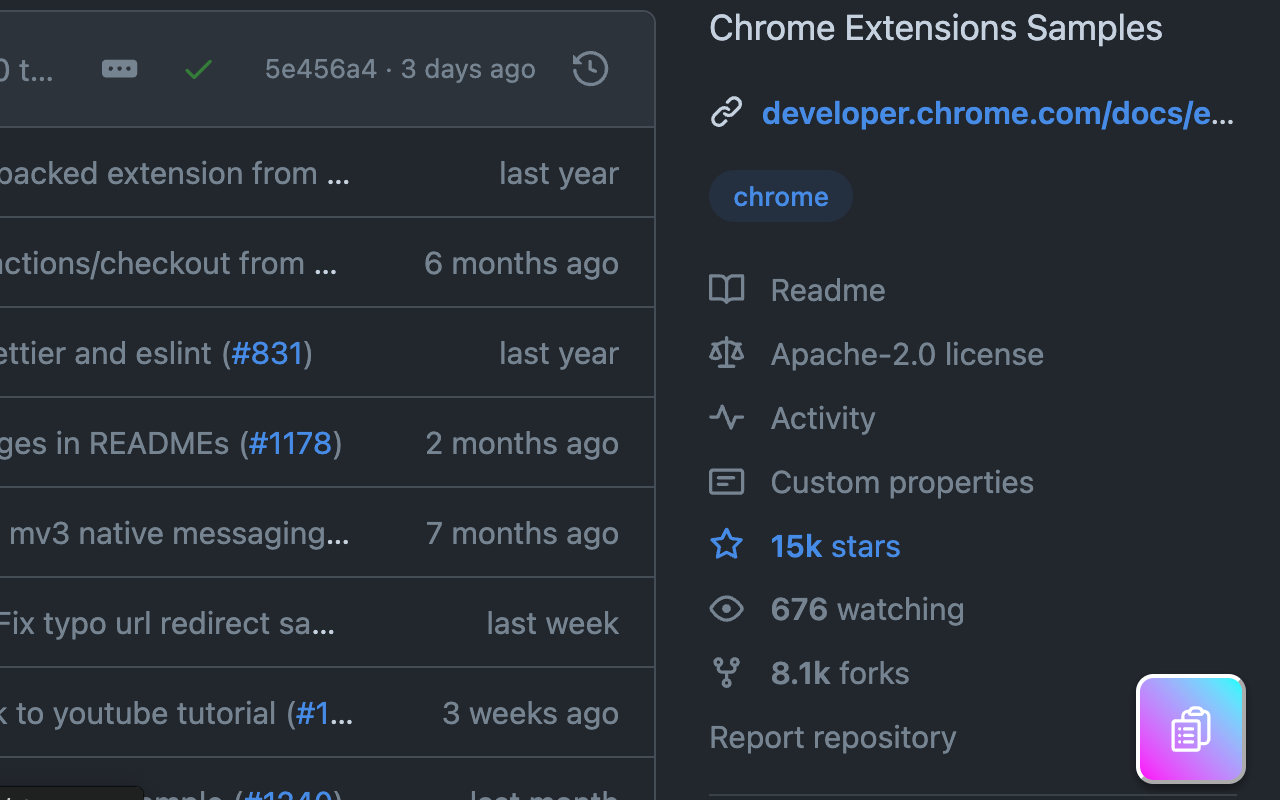 0 t...
5e456a4 · 3 days ago
packed extension from ...
last year
actions/checkout from ...
6 months ago
ettier and eslint (#831)
last year
ges in READMEs (#1178)
2 months ago
mv3 native messaging...
7 months ago
Fix typo url redirect sa...
last week
k to youtube tutorial (#1...
3 weeks ago
(#1240)
last month
Chrome Extensions Samples
developer.chrome.com/docs/e...
chrome
Readme
Apache-2.0 license
Activity
Custom properties
15k stars
676 watching
8.1k forks
Report repository